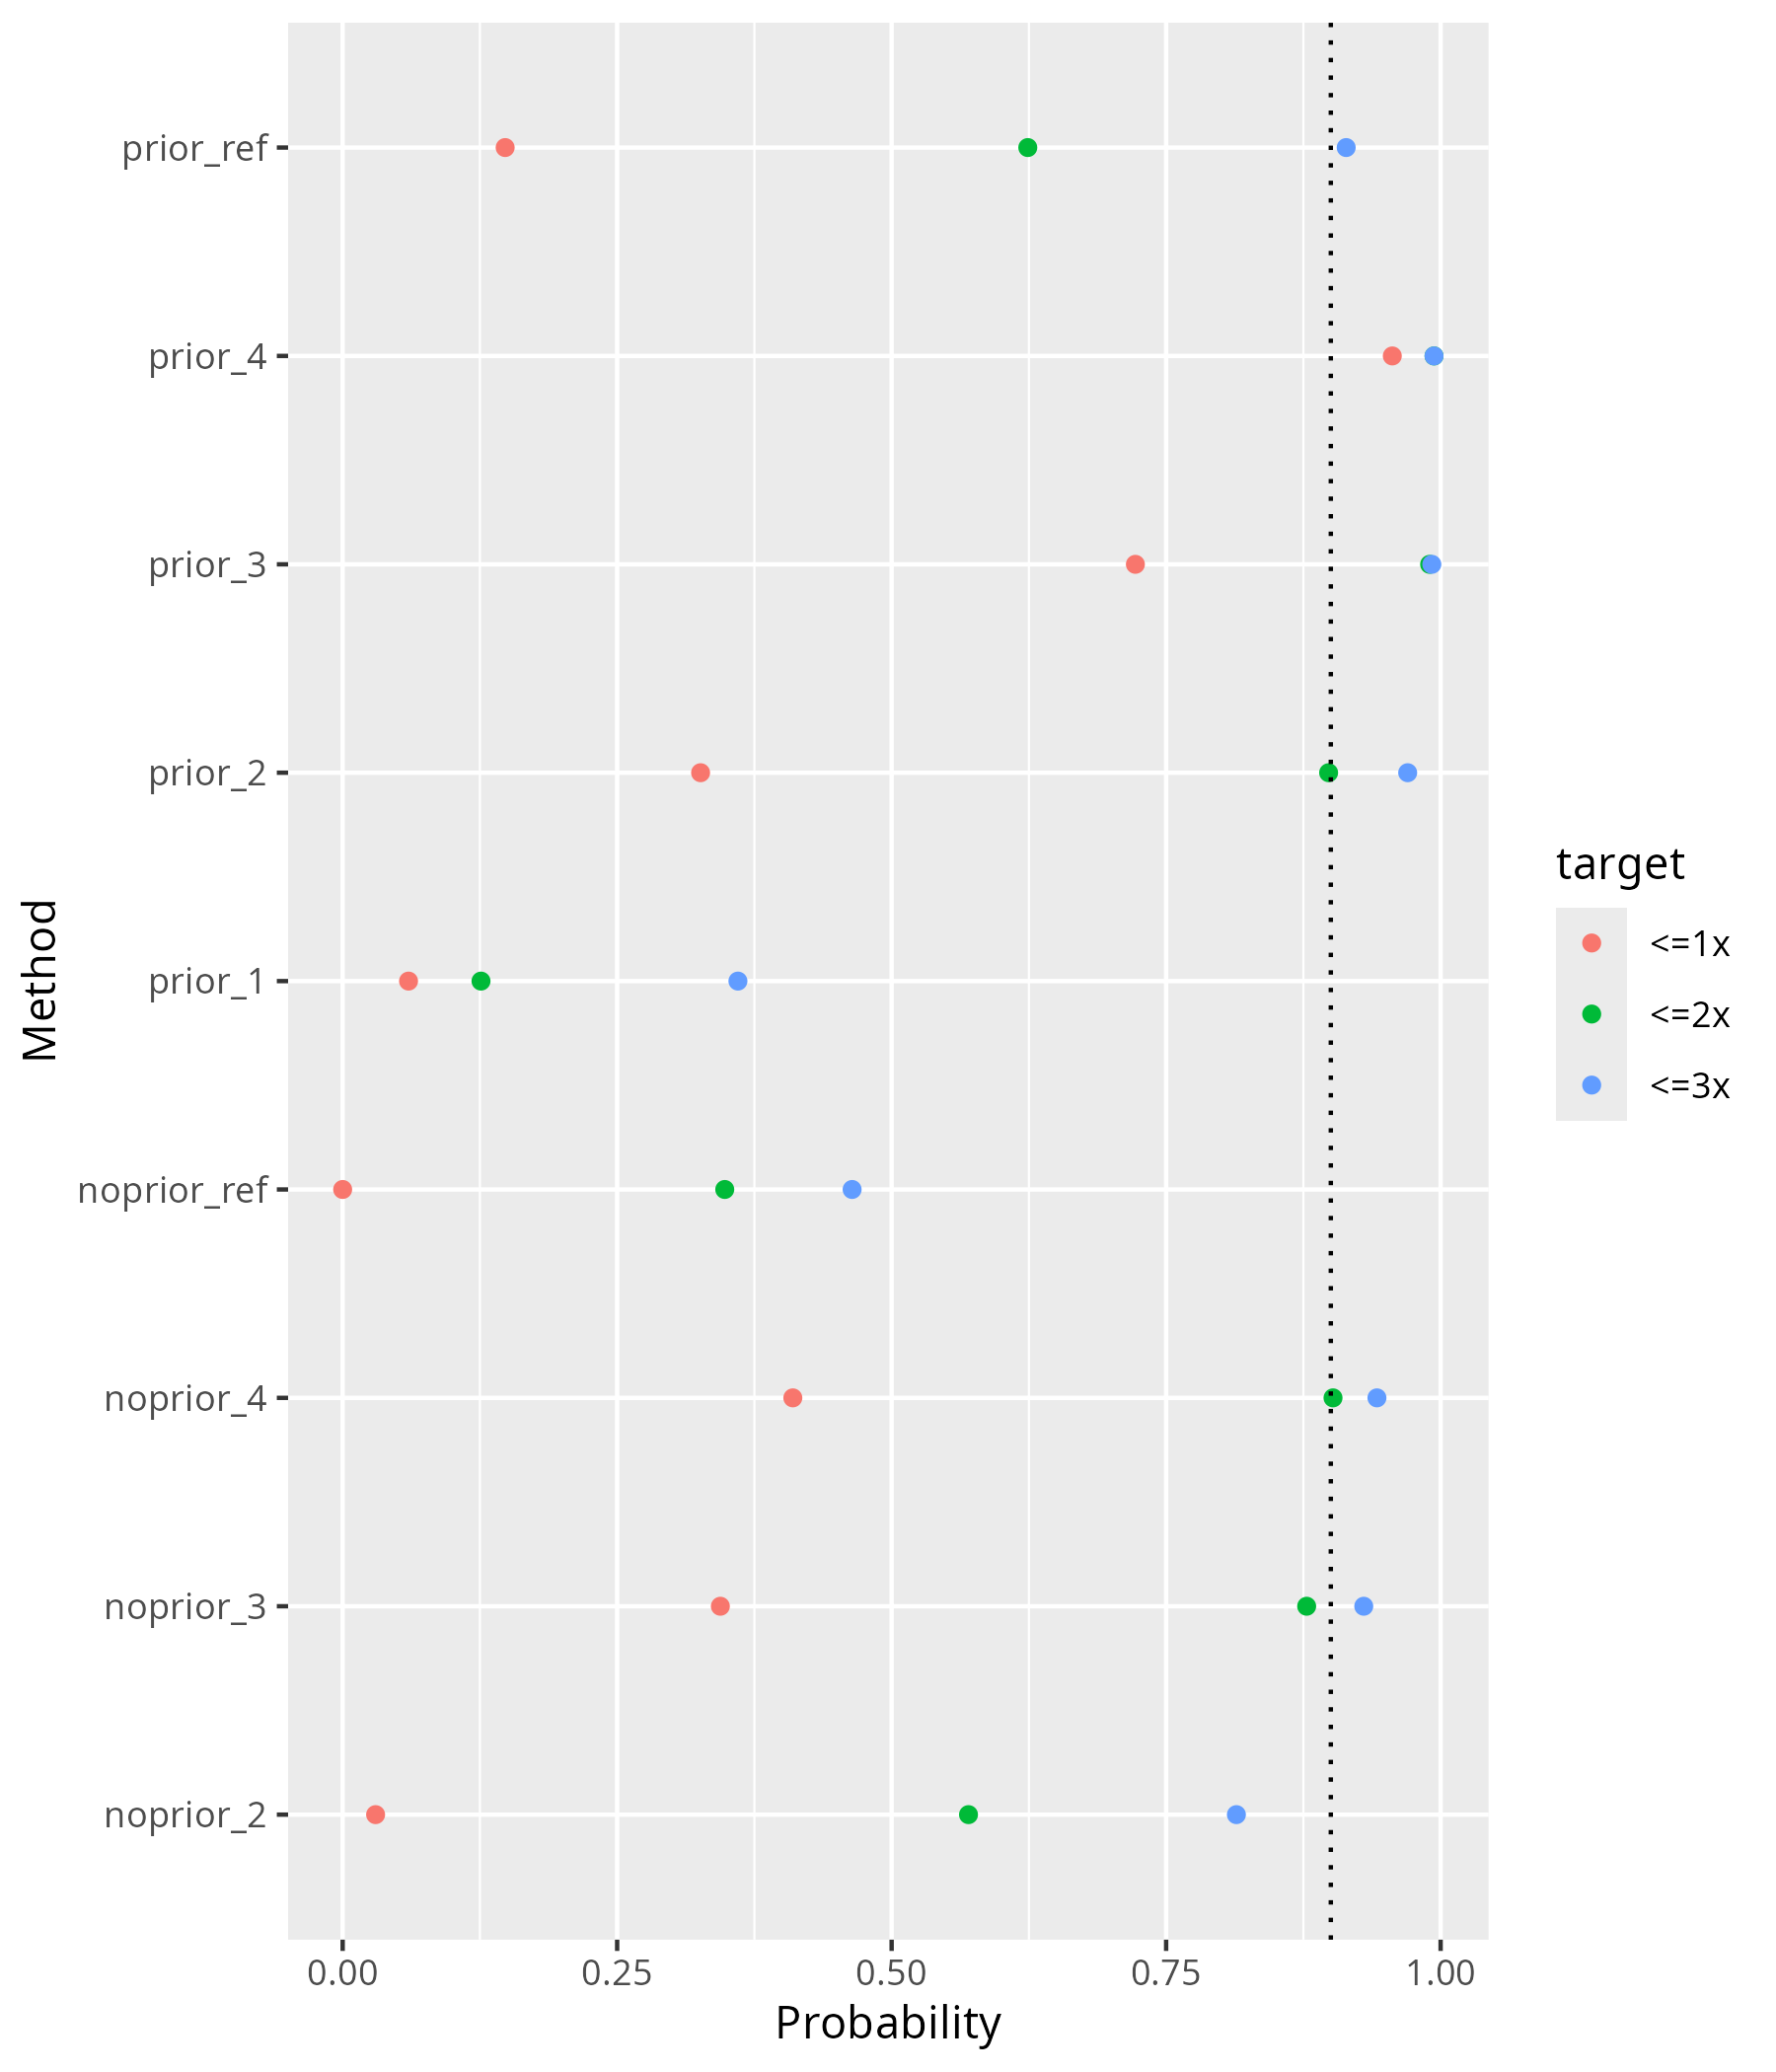 prior_ref
prior_4
prior_3
prior_2
prior_1
noprior_ref
noprior_4
noprior_3
noprior_2
Method
0.00 0.25 0.50 0.75 1.00
Probability
target
<=1x
<=2x
<=3x